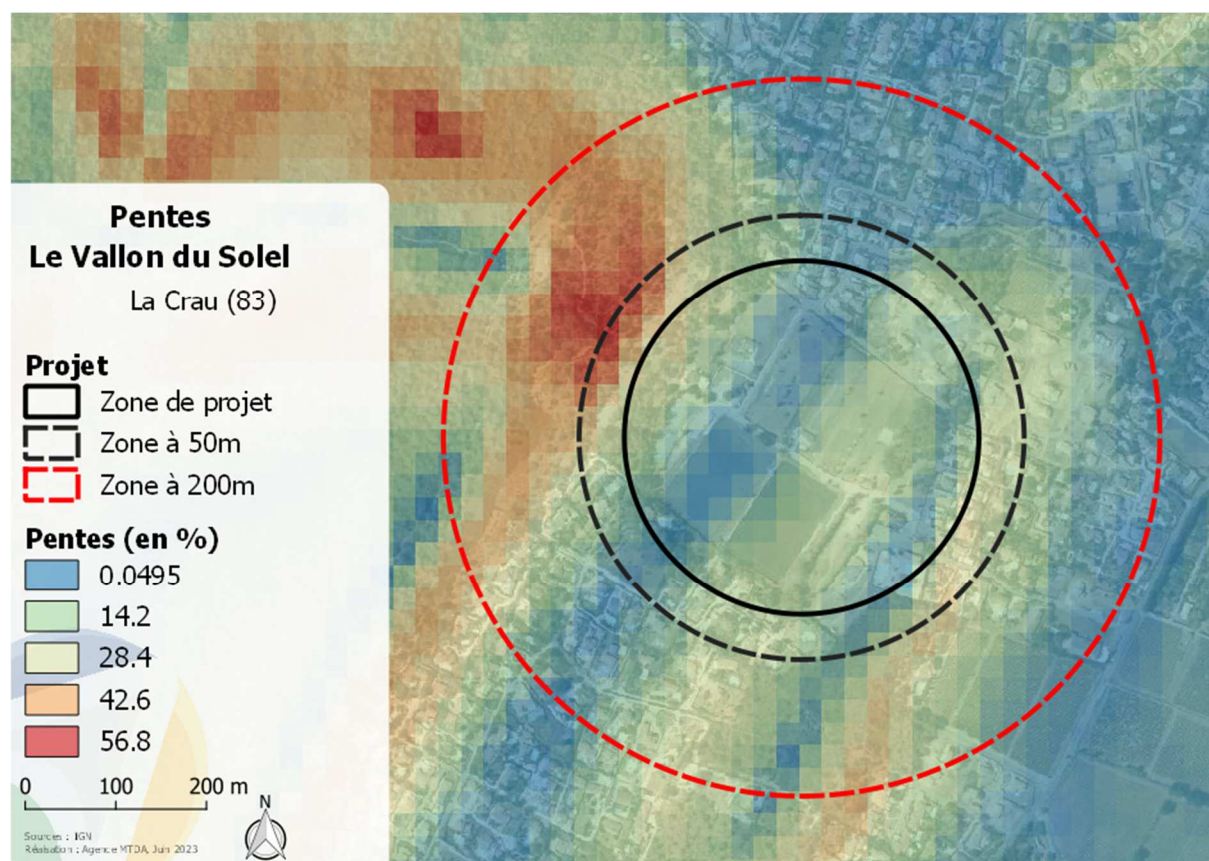 Pentes
Le Vallon du Solel
La Crau (83)
Projet
Zone de projet
Zone à 50m
Zone à 200m
Pentes (en %)
0.0495
14.2
28.4
42.6
56.8
0 100 200 m
N
Sources : IGN
Réalisation : Agence MTDA, Juin 2023